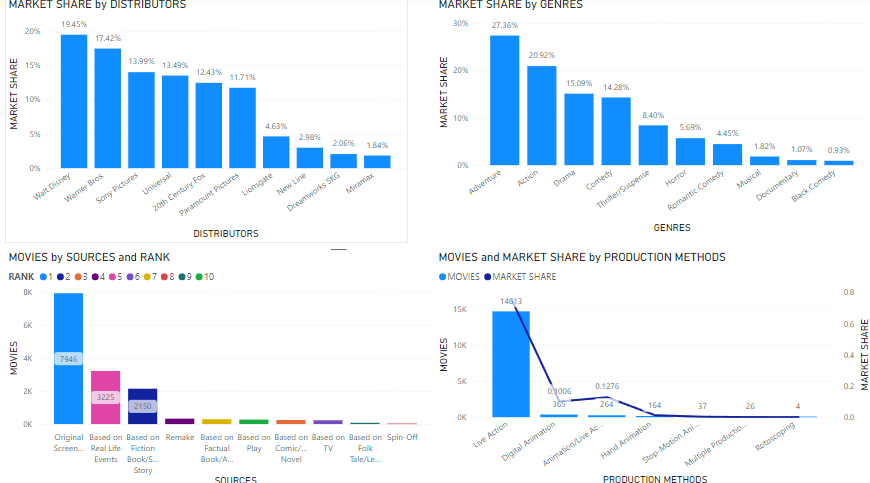 MARKET SHARE by DISTRIBUTORS
20%
15%
10%
5%
0%
MARKET SHARE
19.45%
17.42%
13.99%
13.49%
12.43%
11.71%
4.63%
2.98%
2.06%
1.84%
Walt Disney
Warner Bros.
Sony Pictures
Universal
20th Century Fox
Paramount Pictures
Lionsgate
New Line
Dreamworks SKG
Miramax
DISTRIBUTORS
MARKET SHARE by GENRES
30%
20%
10%
0%
MARKET SHARE
27.36%
20.92%
15.09%
14.28%
8.40%
5.69%
4.45%
1.82%
1.07%
0.93%
Adventure
Action
Drama
Comedy
Thriller/Suspense
Horror
Romantic Comedy
Musical
Documentary
Black Comedy
GENRES
MOVIES by SOURCES and RANK
RANK 1 2 3 4 5 6 7 8 9 10
8K
6K
4K
2K
0K
MOVIES
7946
3225
2150
Original
Screen...
Based on
Real Life
Events
Based on
Fiction
Book/S...
Story
Remake
Based on
Factual
Book/A...
Based on
Play
Based on
Comic/...
Novel
Based on
TV
Based on
Folk
Tale/Le...
Spin-Off
SOURCES
MOVIES and MARKET SHARE by PRODUCTION METHODS
MOVIES MARKET SHARE
15K
10K
5K
0K
MOVIES
14613
0.1006
365
0.1276
264
164
37
26
4
0.8
0.6
0.4
0.2
0.0
MARKET SHARE
Live Action
Digital Animation
Animation/Live Ac...
Hand Animation
Stop-Motion Ani...
Multiple Productio...
Rotoscoping
PRODUCTION METHODS